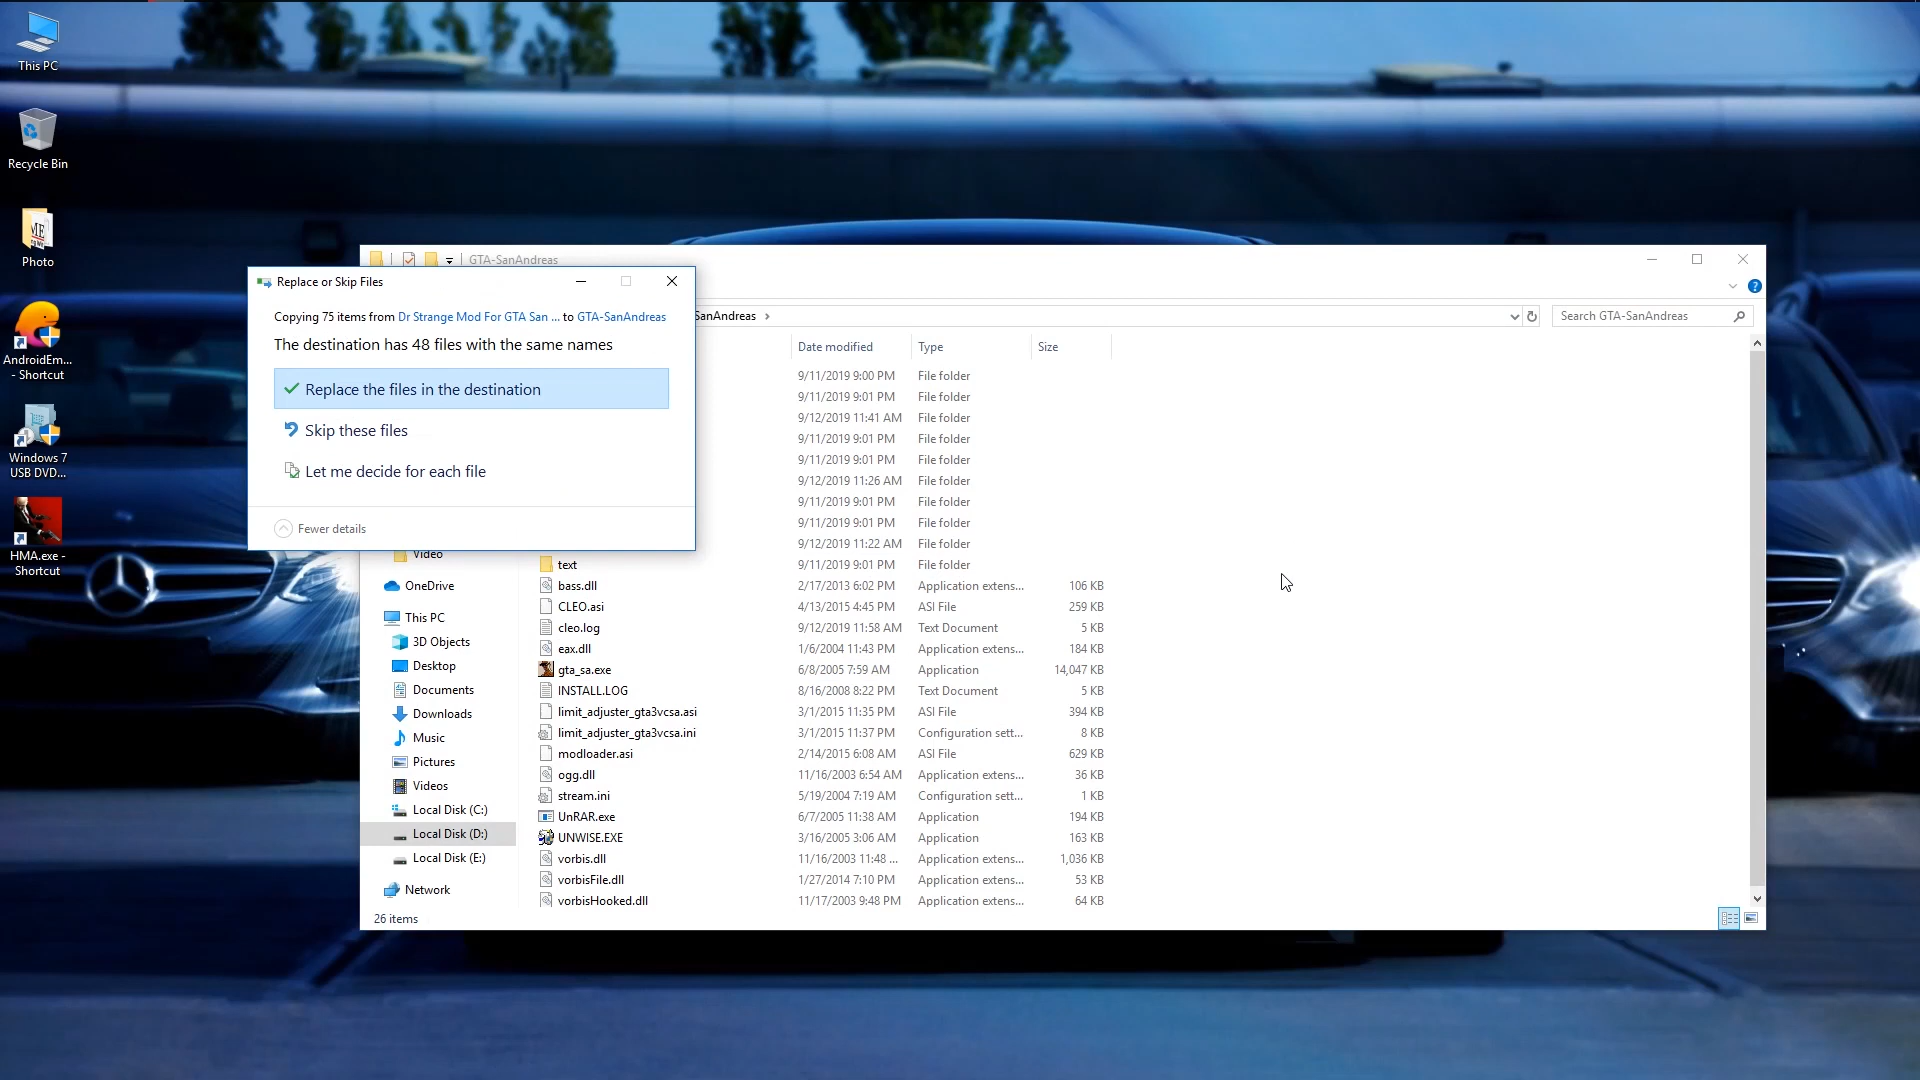 This PC
Recycle Bin
Photo
AndroidEm...
- Shortcut
Windows 7
USB DVD...
HMA.exe -
Shortcut
GTA-SanAndreas
SanAndreas
Search GTA-SanAndreas
Replace or Skip Files
Copying 75 items from Dr Strange Mod For GTA San ... to GTA-SanAndreas
The destination has 48 files with the same names
Replace the files in the destination
Skip these files
Let me decide for each file
Fewer details
Date modified Type Size
9/11/2019 9:00 PM File folder
9/11/2019 9:01 PM File folder
9/12/2019 11:41 AM File folder
9/11/2019 9:01 PM File folder
9/11/2019 9:01 PM File folder
9/12/2019 11:26 AM File folder
9/11/2019 9:01 PM File folder
9/11/2019 9:01 PM File folder
9/12/2019 11:22 AM File folder
text 9/11/2019 9:01 PM File folder
bass.dll 2/17/2013 6:02 PM Application extens... 106 KB
CLEO.asi 4/13/2015 4:45 PM ASI File 259 KB
cleo.log 9/12/2019 11:58 AM Text Document 5 KB
eax.dll 1/6/2004 11:43 PM Application extens... 184 KB
gta_sa.exe 6/8/2005 7:59 AM Application 14,047 KB
INSTALL.LOG 8/16/2008 8:22 PM Text Document 5 KB
limit_adjuster_gta3vcsa.asi 3/1/2015 11:35 PM ASI File 394 KB
limit_adjuster_gta3vcsa.ini 3/1/2015 11:37 PM Configuration sett... 8 KB
modloader.asi 2/14/2015 6:08 AM ASI File 629 KB
ogg.dll 11/16/2003 6:54 AM Application extens... 36 KB
stream.ini 5/19/2004 7:19 AM Configuration sett... 1 KB
UnRAR.exe 6/7/2005 11:38 AM Application 194 KB
UNWISE.EXE 3/16/2005 3:06 AM Application 163 KB
vorbis.dll 11/16/2003 11:48 ... Application extens... 1,036 KB
vorbisFile.dll 1/27/2014 7:10 PM Application extens... 53 KB
vorbisHooked.dll 11/17/2003 9:48 PM Application extens... 64 KB
Video
OneDrive
This PC
3D Objects
Desktop
Documents
Downloads
Music
Pictures
Videos
Local Disk (C:)
Local Disk (D:)
Local Disk (E:)
Network
26 items